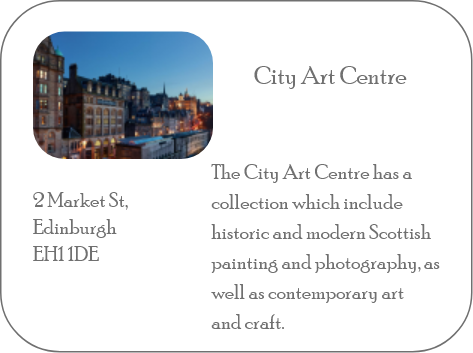 City Art Centre
2 Market St,
Edinburgh
EH1 1DE
The City Art Centre has a
collection which include
historic and modern Scottish
painting and photography, as
well as contemporary art
and craft.